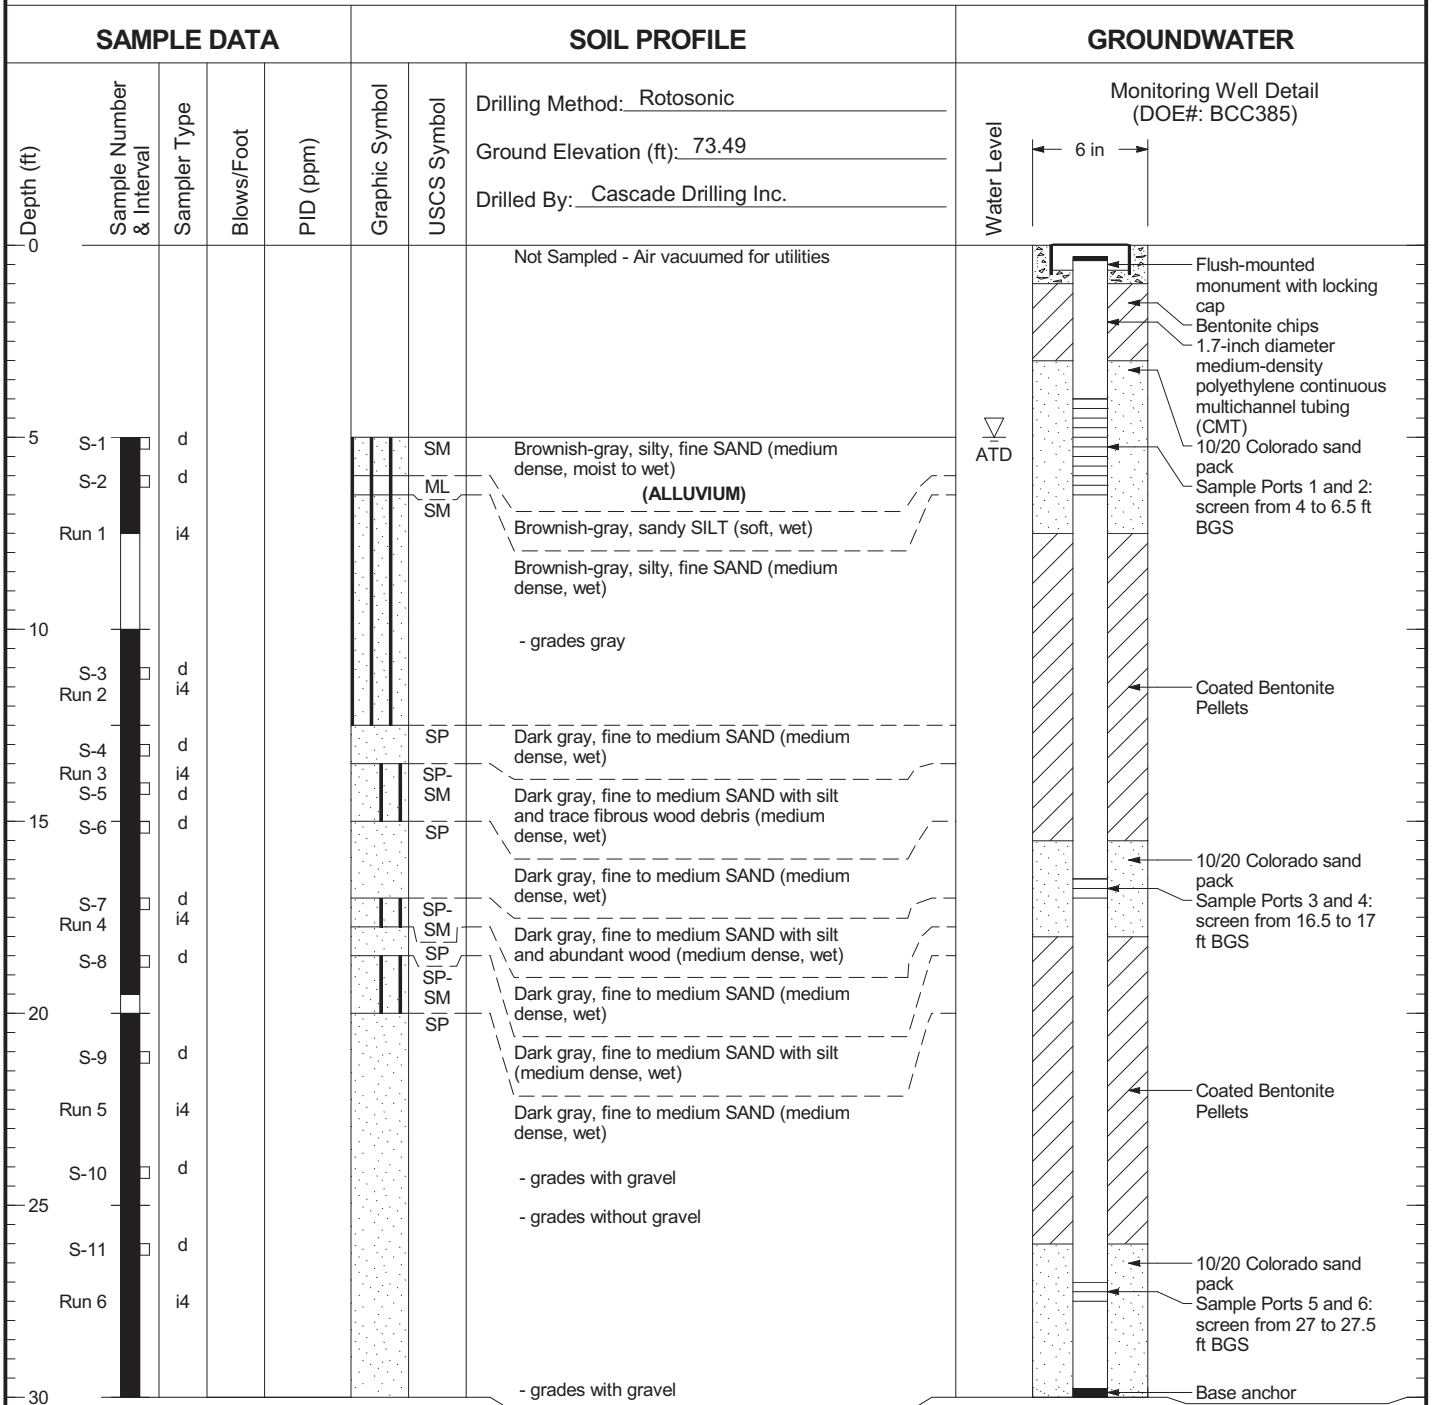 SAMPLE DATA
SOIL PROFILE
GROUNDWATER
Depth (ft)
Sample Number
& Interval
Sampler Type
Blows/Foot
PID (ppm)
Graphic Symbol
USCS Symbol
Drilling Method: Rotosonic
Ground Elevation (ft): 73.49
Drilled By: Cascade Drilling Inc.
Water Level
Monitoring Well Detail
(DOE#: BCC385)
6 in
0
5
10
15
20
25
30
S-1
S-2
Run 1
S-3
Run 2
S-4
Run 3
S-5
S-6
S-7
Run 4
S-8
S-9
Run 5
S-10
S-11
Run 6
d
d
i4
d
i4
d
i4
d
d
d
i4
d
d
i4
d
d
i4
SM
ML
SM
SP
SP-
SM
SP
SP-
SM
SP
SP-
SM
SP
Not Sampled - Air vacuumed for utilities
Brownish-gray, silty, fine SAND (medium
dense, moist to wet)
(ALLUVIUM)
Brownish-gray, sandy SILT (soft, wet)
Brownish-gray, silty, fine SAND (medium
dense, wet)
- grades gray
Dark gray, fine to medium SAND (medium
dense, wet)
Dark gray, fine to medium SAND with silt
and trace fibrous wood debris (medium
dense, wet)
Dark gray, fine to medium SAND (medium
dense, wet)
Dark gray, fine to medium SAND with silt
and abundant wood (medium dense, wet)
Dark gray, fine to medium SAND (medium
dense, wet)
Dark gray, fine to medium SAND with silt
(medium dense, wet)
Dark gray, fine to medium SAND (medium
dense, wet)
- grades with gravel
- grades without gravel
- grades with gravel
ATD
Flush-mounted
monument with locking
cap
Bentonite chips
1.7-inch diameter
medium-density
polyethylene continuous
multichannel tubing
(CMT)
10/20 Colorado sand
pack
Sample Ports 1 and 2:
screen from 4 to 6.5 ft
BGS
Coated Bentonite
Pellets
10/20 Colorado sand
pack
Sample Ports 3 and 4:
screen from 16.5 to 17
ft BGS
Coated Bentonite
Pellets
10/20 Colorado sand
pack
Sample Ports 5 and 6:
screen from 27 to 27.5
ft BGS
Base anchor